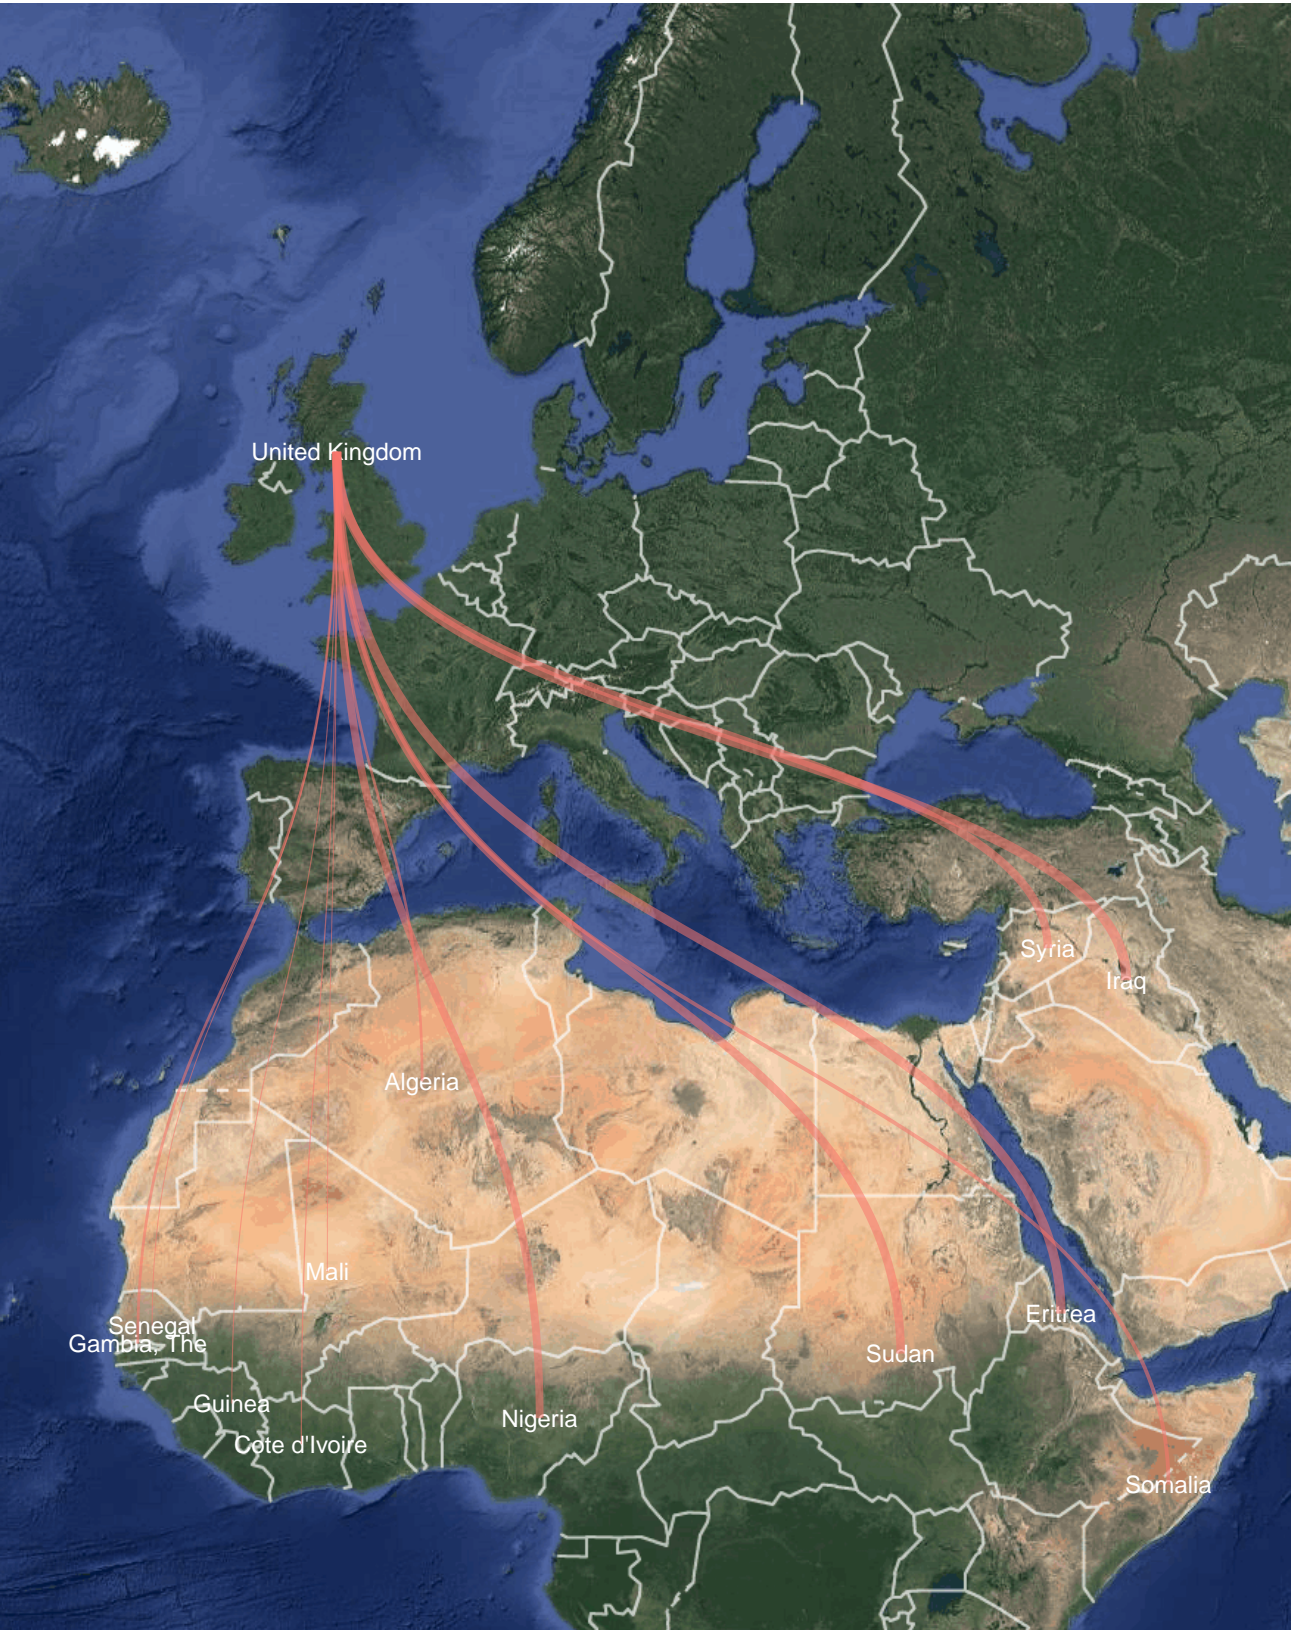 United Kingdom
Syria
Iraq
Algeria
Mali
Eritrea
Senegal
Gambia, The
Sudan
Guinea
Nigeria
Cote d'Ivoire
Somalia